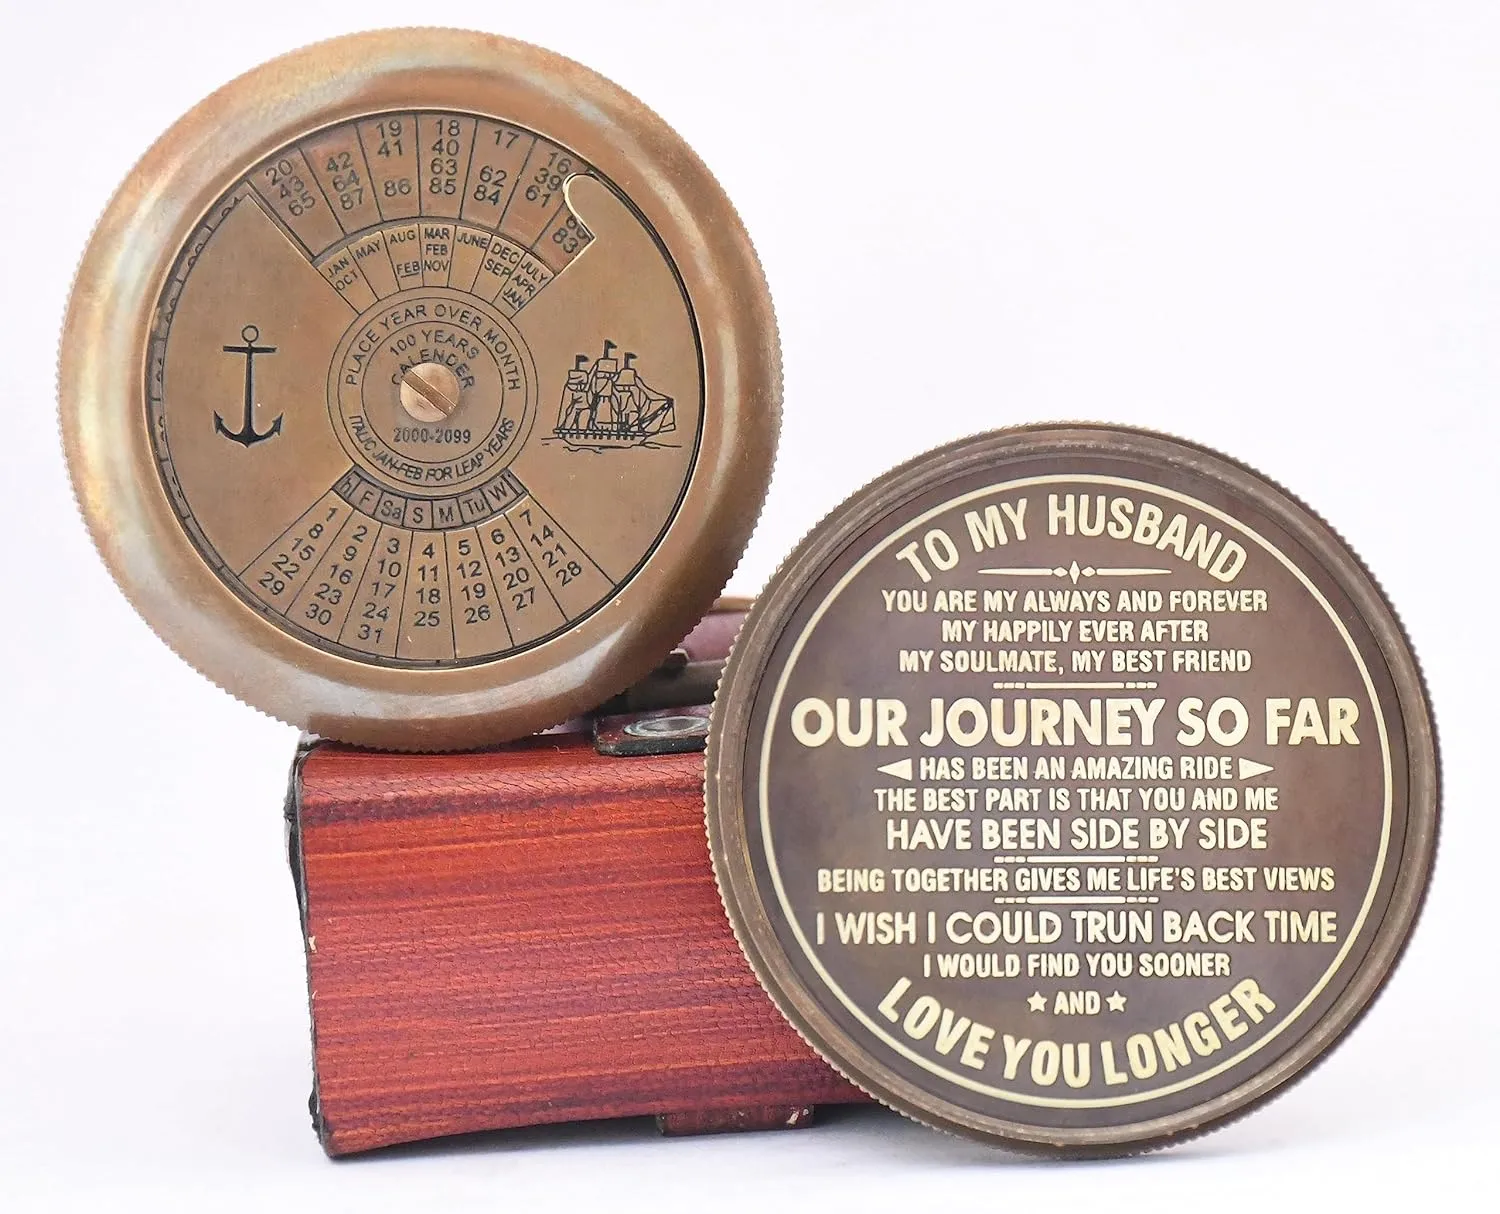 20 42 19 18 17 16
43 64 41 40 62 39
65 87 86 63 84 61
85
83
JAN MAY AUG MAR JUNE DEC JULY
OCT FEB FEB SEP APR
NOV JAN
PLACE YEAR OVER MONTH
100 YEARS
CALENDER
2000-2099
ITALIC JAN-FEB FOR LEAP YEARS
h F Sa S M Tu W
1 2 3 4 5 6 7
8 9 10 11 12 13 14
15 16 17 18 19 20 21
22 23 24 25 26 27 28
29 30 31
TO MY HUSBAND
YOU ARE MY ALWAYS AND FOREVER
MY HAPPILY EVER AFTER
MY SOULMATE, MY BEST FRIEND
OUR JOURNEY SO FAR
HAS BEEN AN AMAZING RIDE
THE BEST PART IS THAT YOU AND ME
HAVE BEEN SIDE BY SIDE
BEING TOGETHER GIVES ME LIFE'S BEST VIEWS
I WISH I COULD TRUN BACK TIME
I WOULD FIND YOU SOONER
★ AND ★
LOVE YOU LONGER